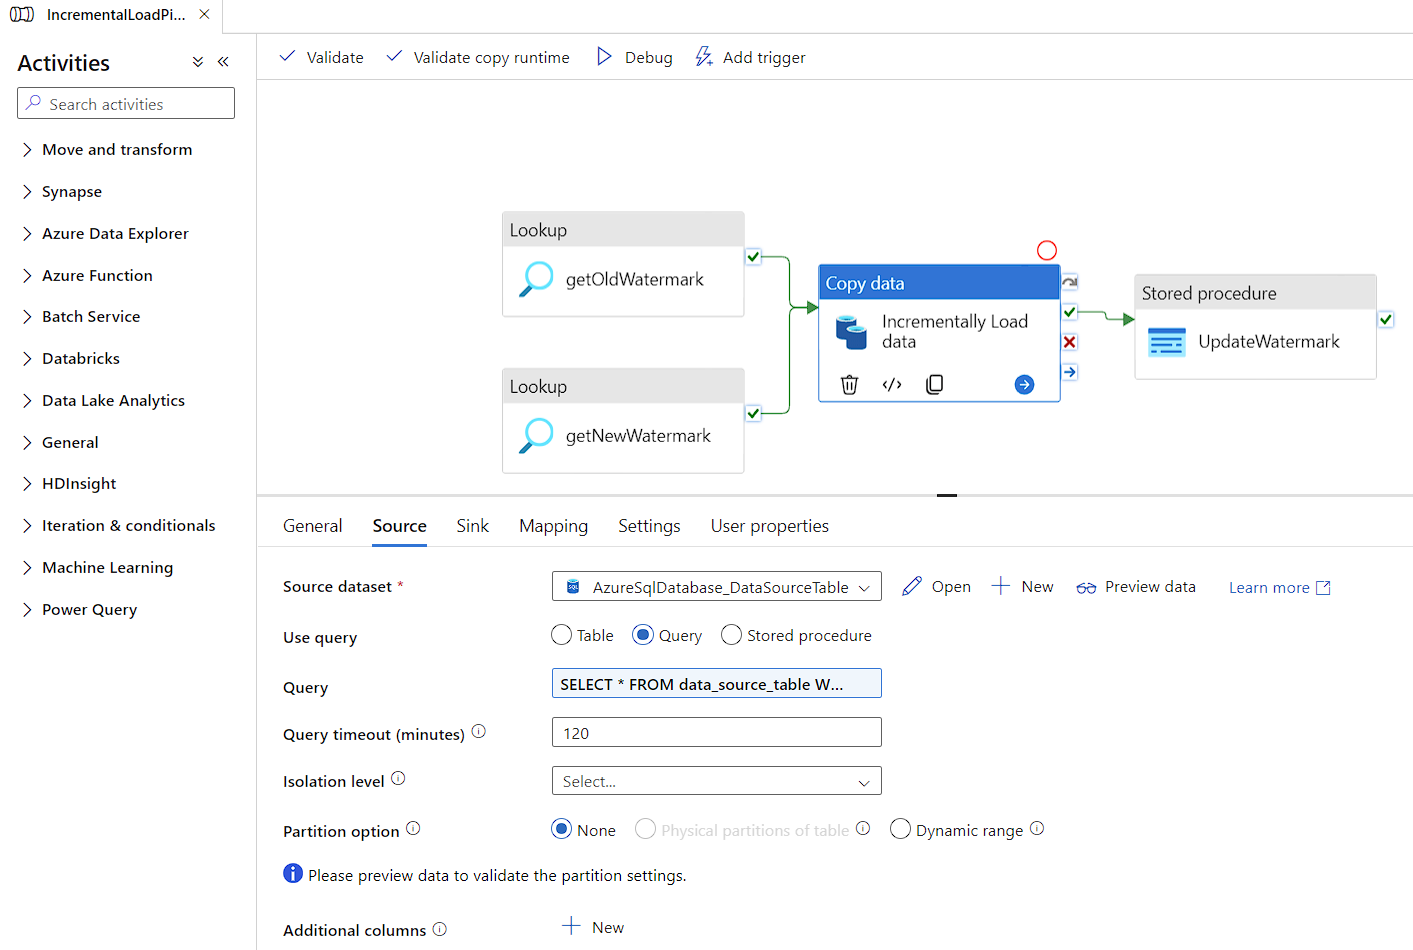 IncrementalLoadPi...
Activities
Search activities
Move and transform
Synapse
Azure Data Explorer
Azure Function
Batch Service
Databricks
Data Lake Analytics
General
HDInsight
Iteration & conditionals
Machine Learning
Power Query
Validate Validate copy runtime Debug Add trigger
Lookup
getOldWatermark
Lookup
getNewWatermark
Copy data
Incrementally Load
data
Stored procedure
UpdateWatermark
General Source Sink Mapping Settings User properties
Source dataset * AzureSqlDatabase_DataSourceTable Open New Preview data Learn more
Use query Table Query Stored procedure
Query SELECT * FROM data_source_table W...
Query timeout (minutes) 120
Isolation level Select...
Partition option None Physical partitions of table Dynamic range
Please preview data to validate the partition settings.
Additional columns New